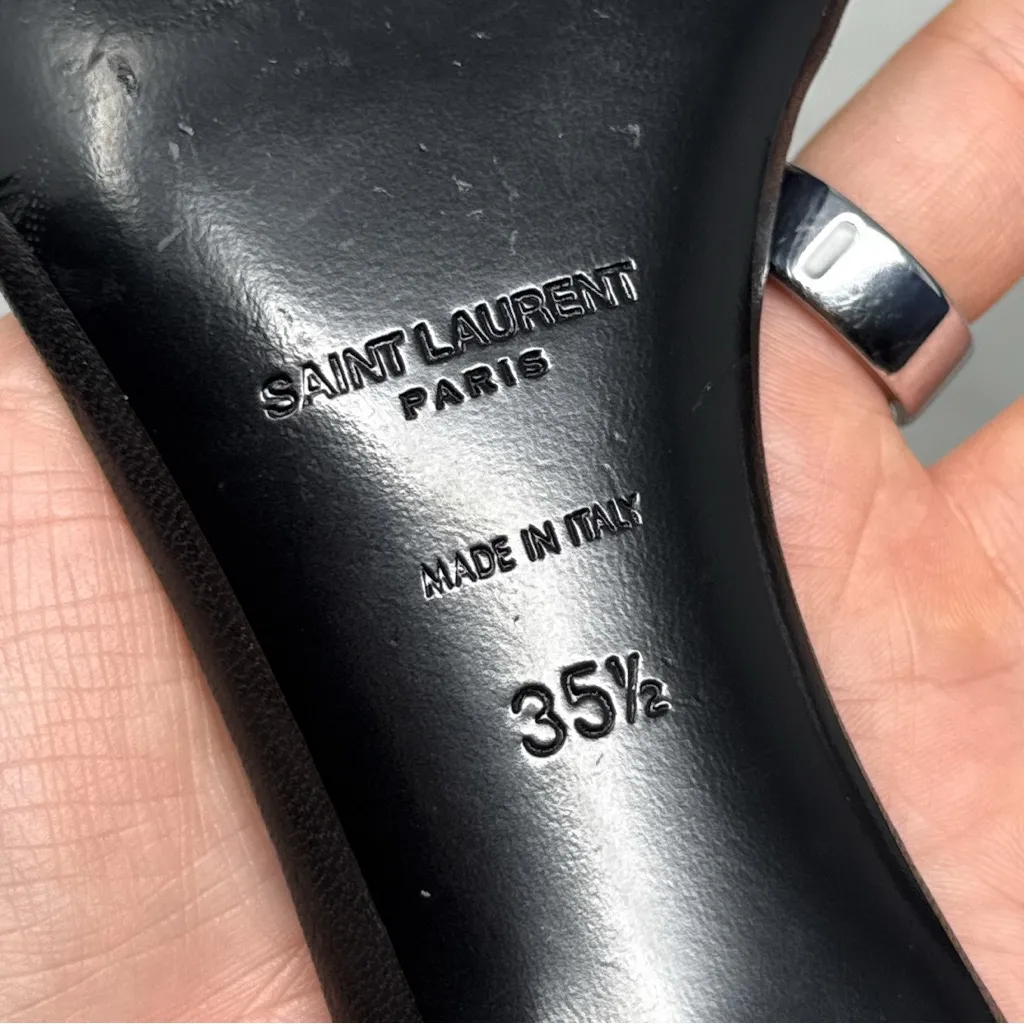 SAINT LAURENT
PARIS
MADE IN ITALY
35½